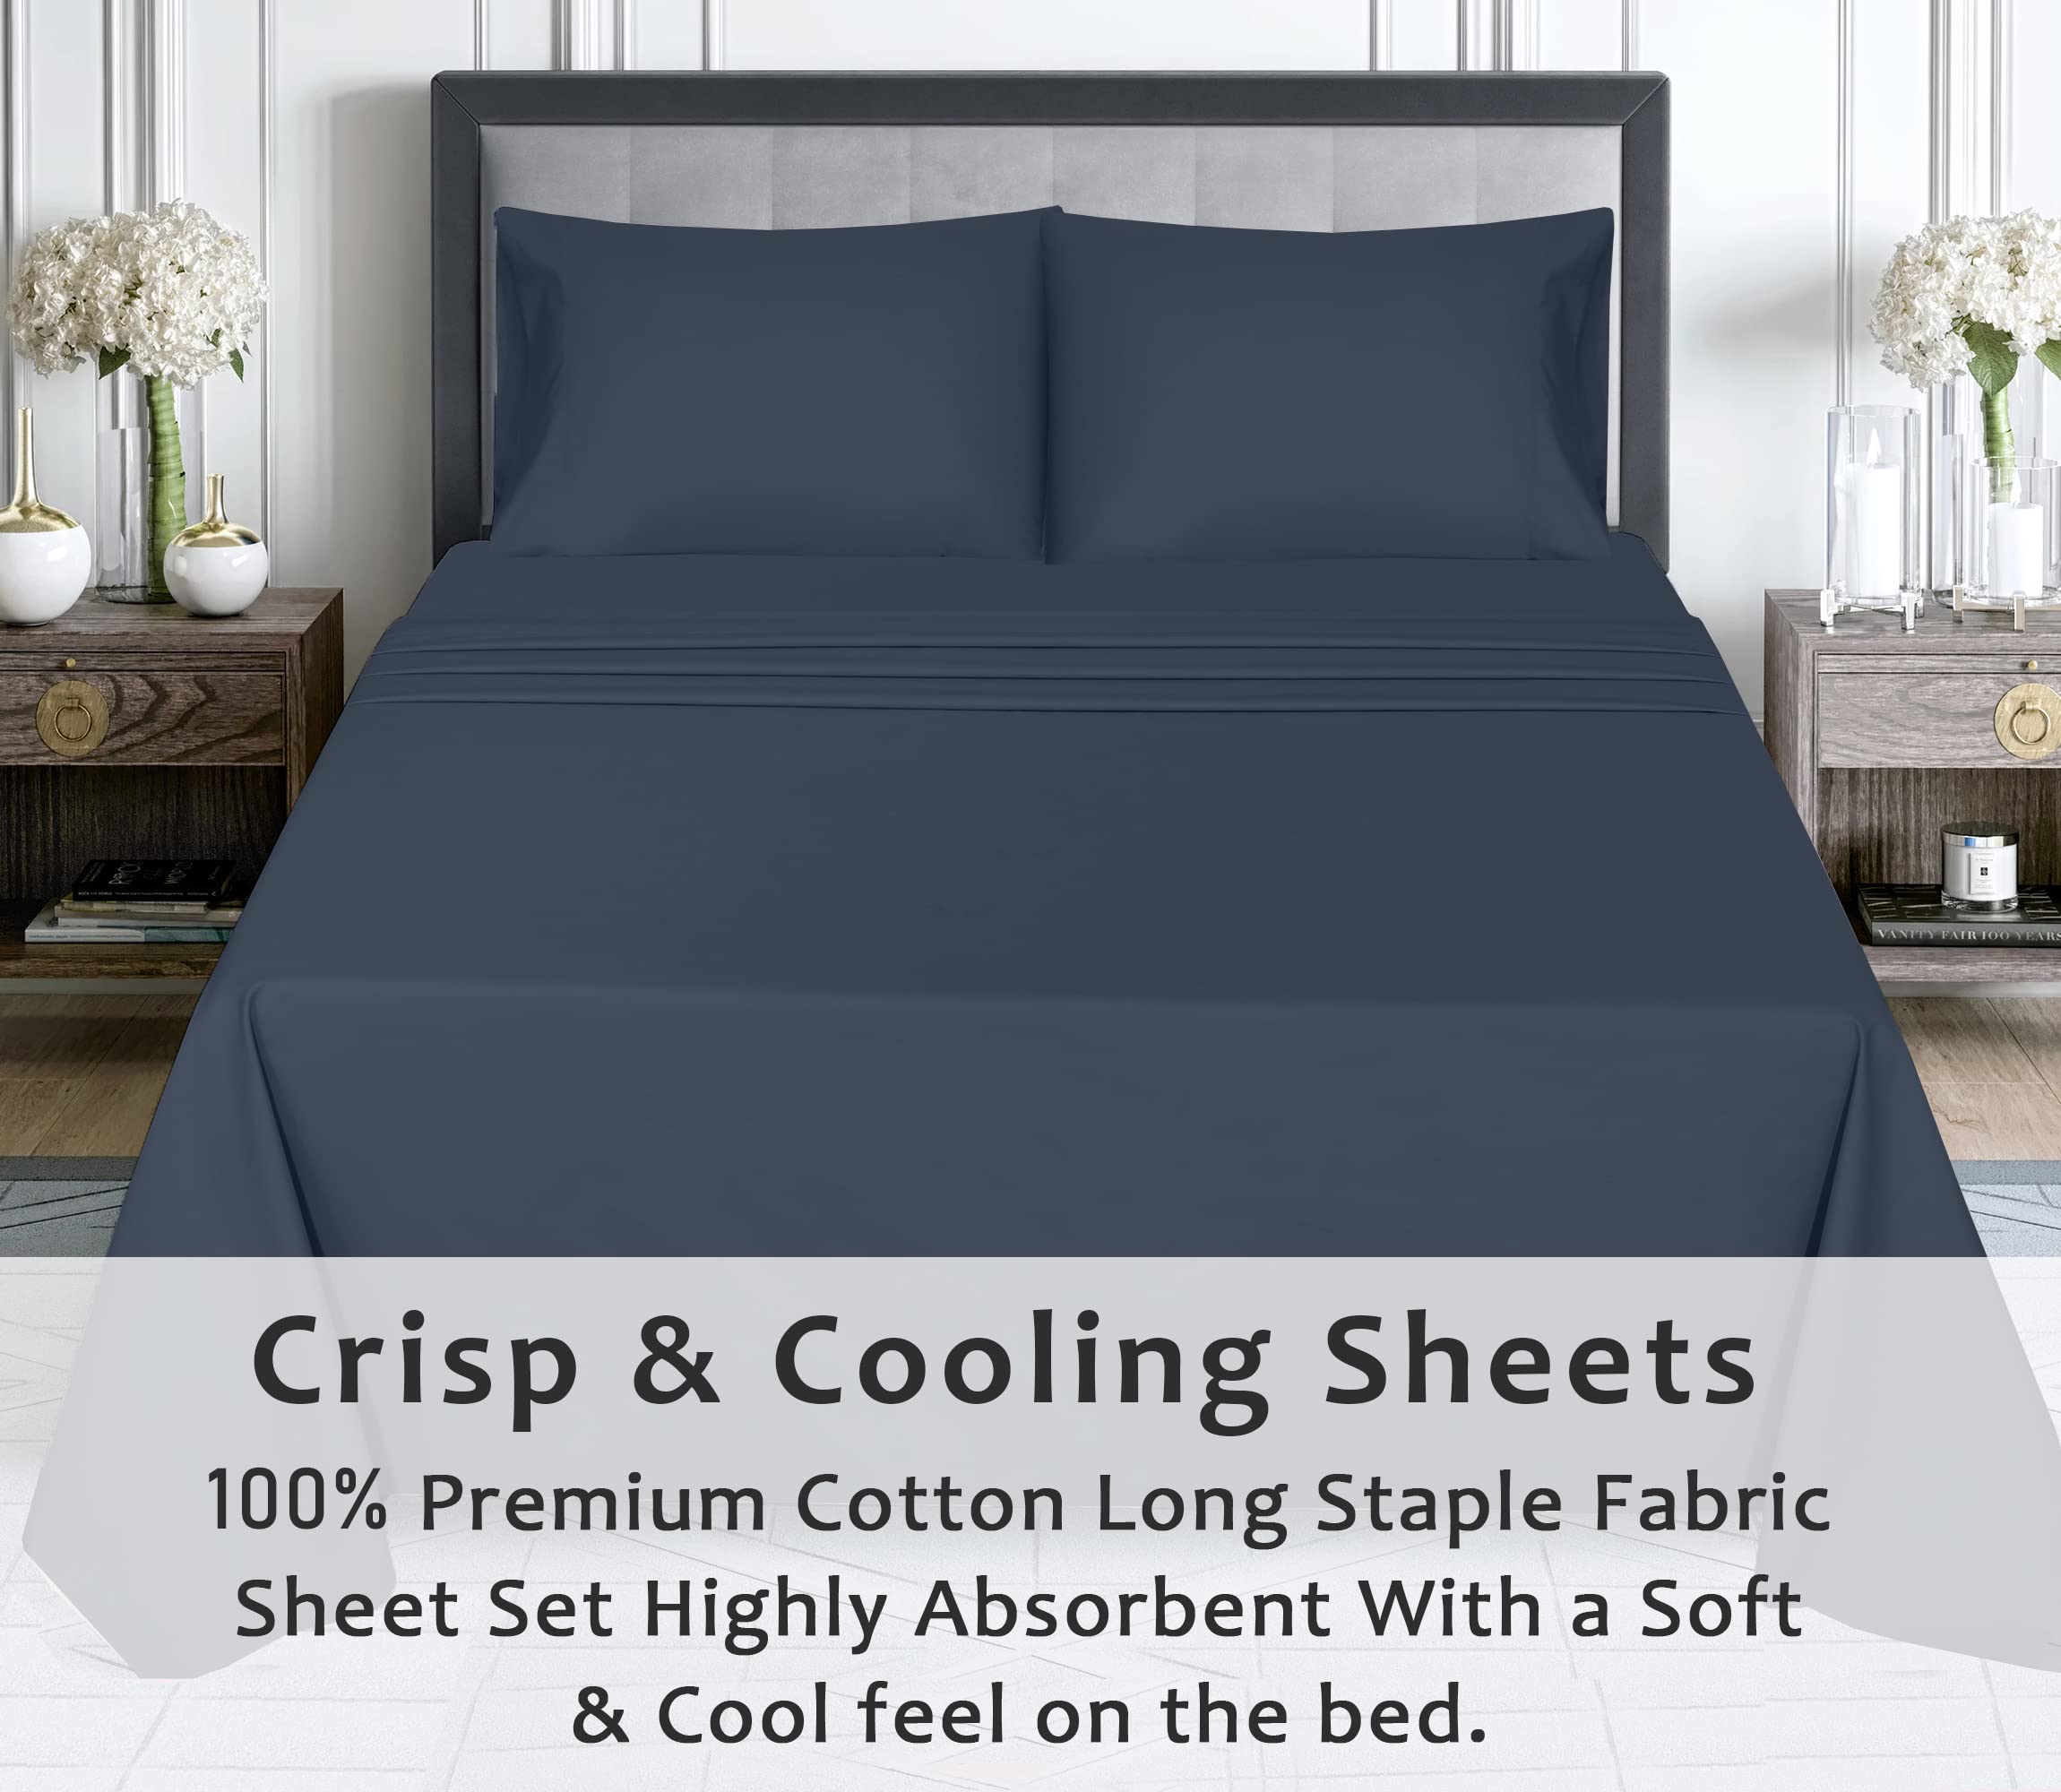 VANITY FAIR 100 YEARS
Crisp & Cooling Sheets
100% Premium Cotton Long Staple Fabric
Sheet Set Highly Absorbent With a Soft
& Cool feel on the bed.